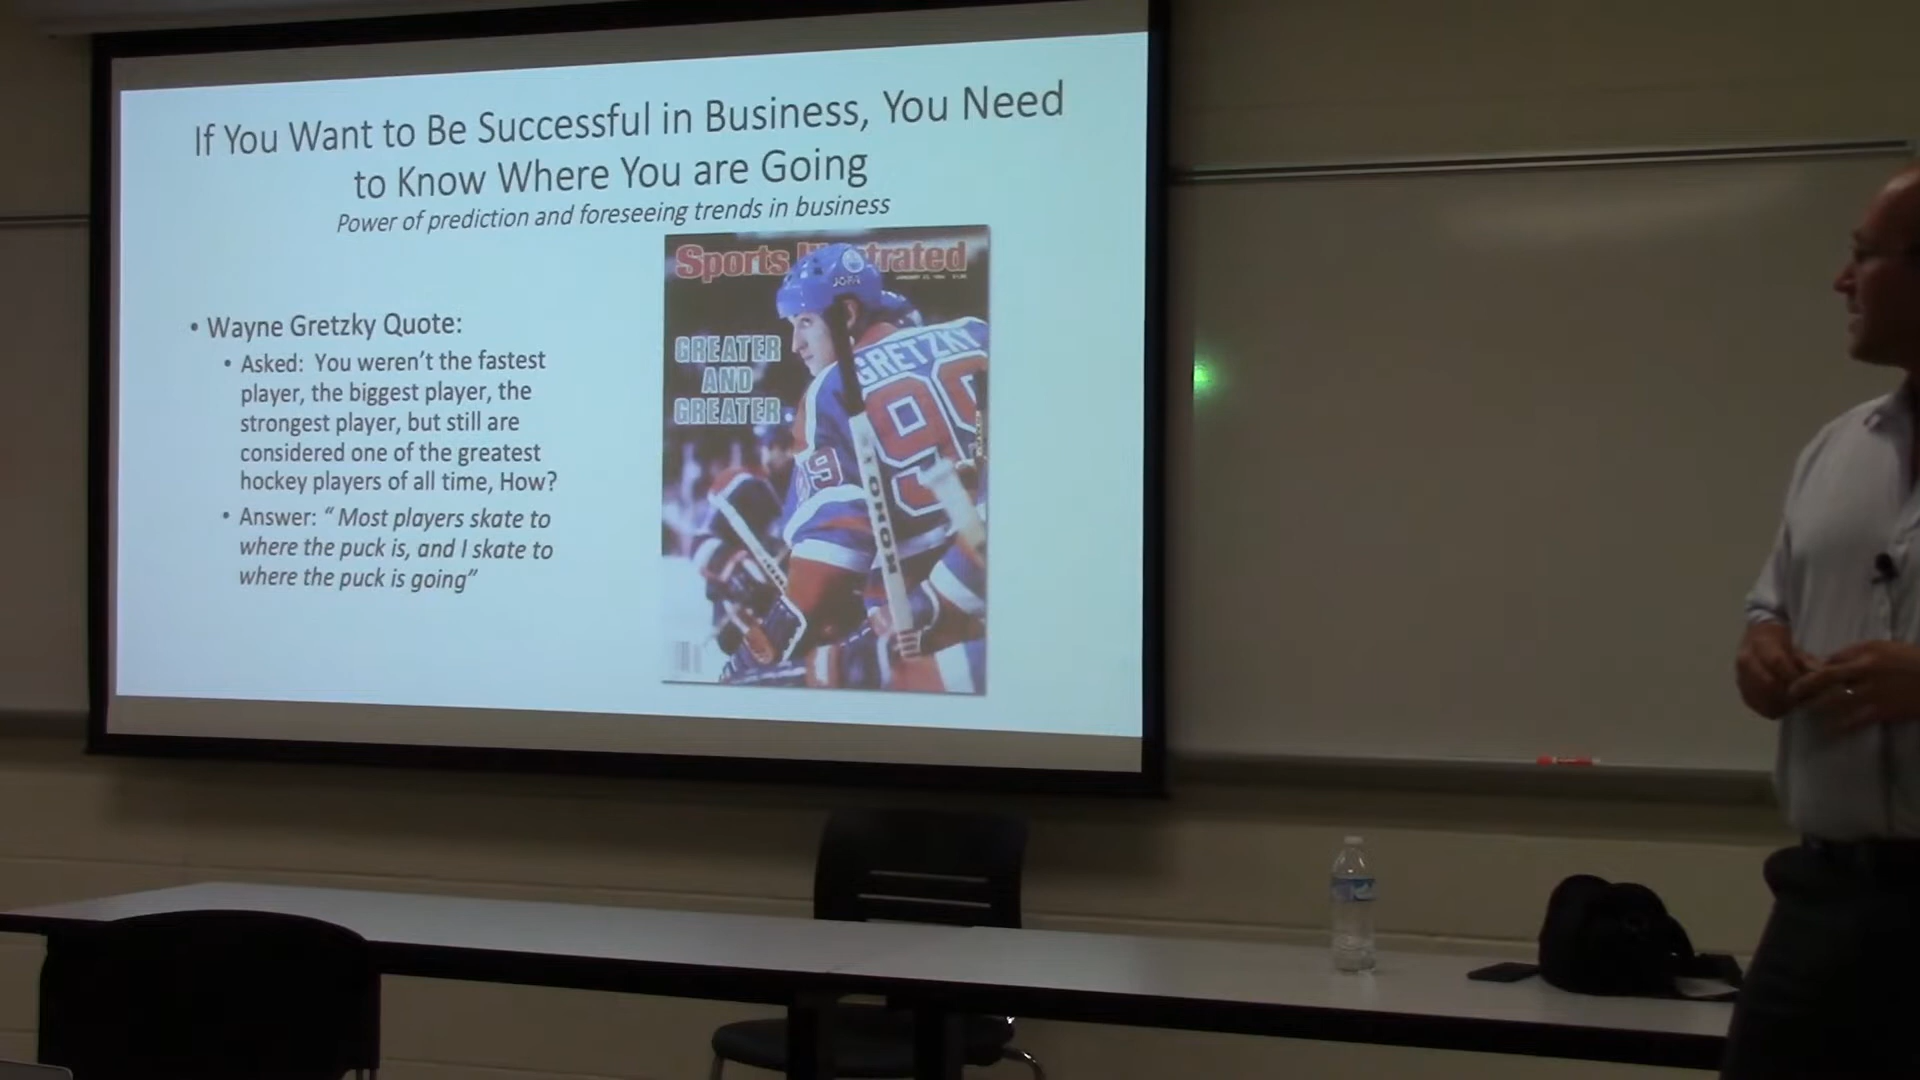 If You Want to Be Successful in Business, You Need
to Know Where You are Going
Power of prediction and foreseeing trends in business
• Wayne Gretzky Quote:
• Asked: You weren't the fastest
player, the biggest player, the
strongest player, but still are
considered one of the greatest
hockey players of all time, How?
• Answer: “ Most players skate to
where the puck is, and I skate to
where the puck is going”
Sports Illustrated
JOFA
GREATER
AND
GREATER
GRETZKY
99
9